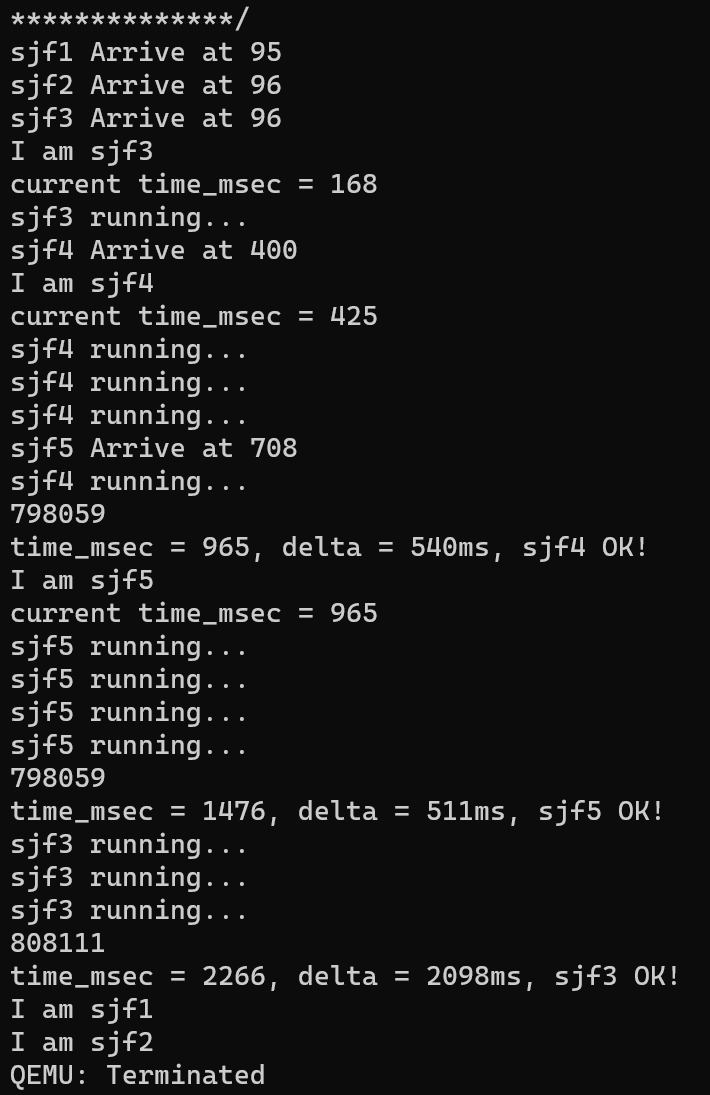 **************/
sjf1 Arrive at 95
sjf2 Arrive at 96
sjf3 Arrive at 96
I am sjf3
current time_msec = 168
sjf3 running...
sjf4 Arrive at 400
I am sjf4
current time_msec = 425
sjf4 running...
sjf4 running...
sjf4 running...
sjf5 Arrive at 708
sjf4 running...
798059
time_msec = 965, delta = 540ms, sjf4 OK!
I am sjf5
current time_msec = 965
sjf5 running...
sjf5 running...
sjf5 running...
sjf5 running...
798059
time_msec = 1476, delta = 511ms, sjf5 OK!
sjf3 running...
sjf3 running...
sjf3 running...
808111
time_msec = 2266, delta = 2098ms, sjf3 OK!
I am sjf1
I am sjf2
QEMU: Terminated